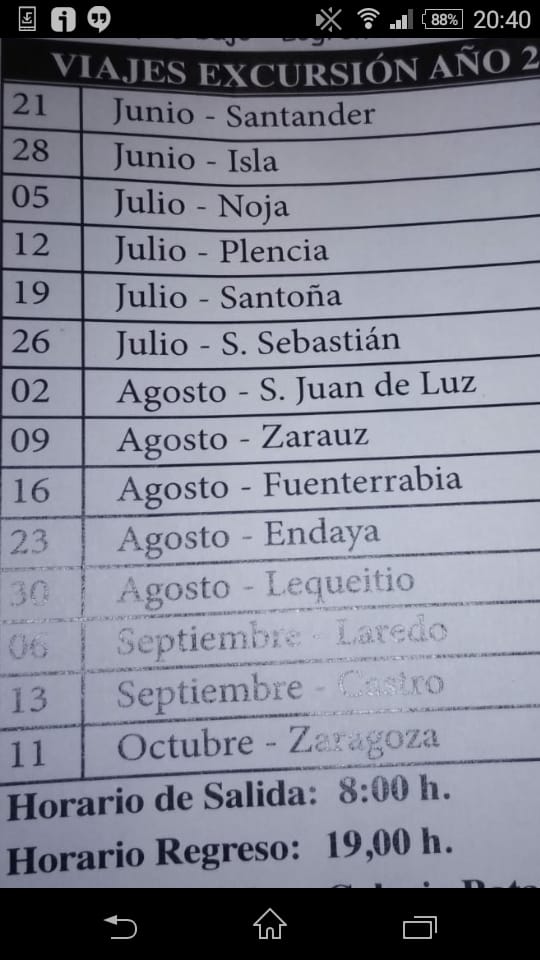 88% 20:40
VIAJES EXCURSIÓN AÑO 2
21 Junio - Santander
28 Junio - Isla
05 Julio - Noja
12 Julio - Plencia
19 Julio - Santoña
26 Julio - S. Sebastián
02 Agosto - S. Juan de Luz
09 Agosto - Zarauz
16 Agosto - Fuenterrabia
23 Agosto - Endaya
30 Agosto - Lequeitio
06 Septiembre - Laredo
13 Septiembre - Castro
11 Octubre - Zaragoza
Horario de Salida: 8:00 h.
Horario Regreso: 19,00 h.